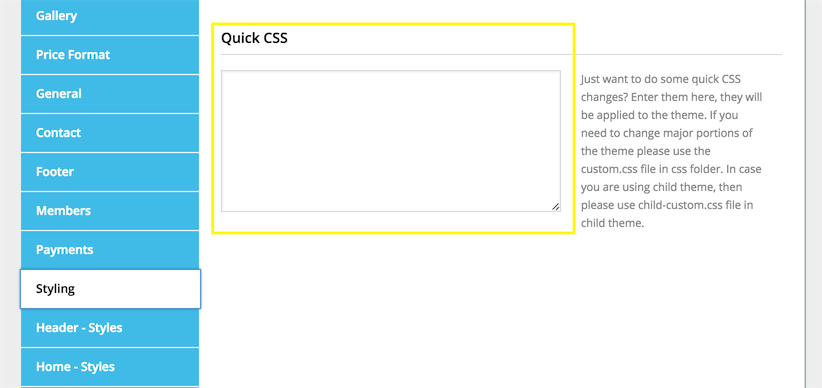 Gallery
Price Format
General
Contact
Footer
Members
Payments
Styling
Header - Styles
Home - Styles
Quick CSS
Just want to do some quick CSS
changes? Enter them here, they will
be applied to the theme. If you
need to change major portions of
the theme please use the
custom.css file in css folder. In case
you are using child theme, then
please use child-custom.css file in
child theme.